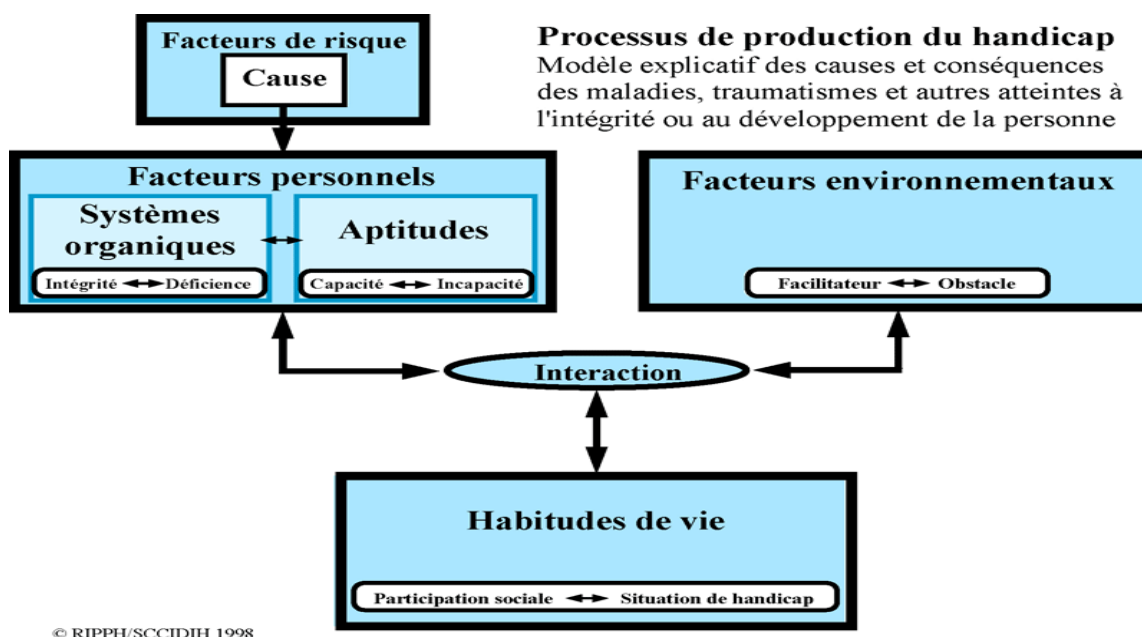 Facteurs de risque
Cause
Processus de production du handicap
Modèle explicatif des causes et conséquences
des maladies, traumatismes et autres atteintes à
l'intégrité ou au développement de la personne
Facteurs personnels
Systèmes
organiques
Intégrité Déficience
Aptitudes
Capacité Incapacité
Facteurs environnementaux
Facilitateur Obstacle
Interaction
Habitudes de vie
Participation sociale Situation de handicap
© RIPPH/SCCIDIH 1998